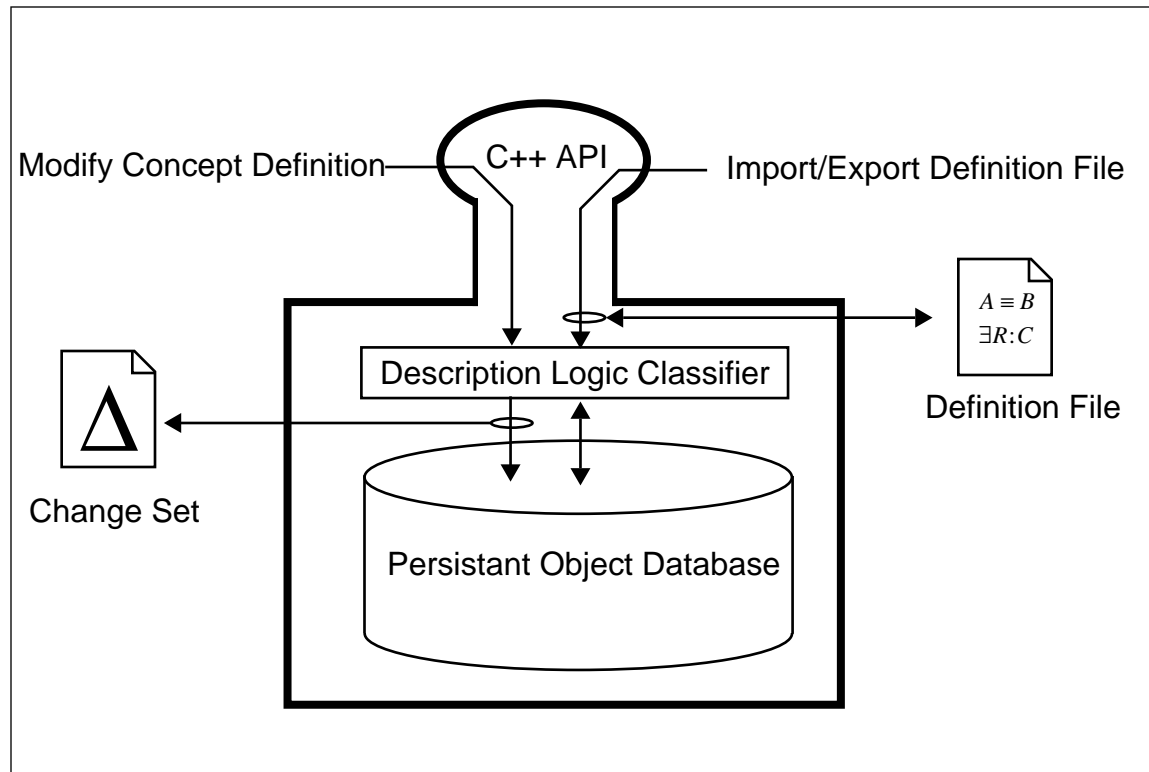 C++ API
Modify Concept Definition
Import/Export Definition File
A ≡ B
∃R:C
Definition File
Description Logic Classifier
Δ
Change Set
Persistant Object Database